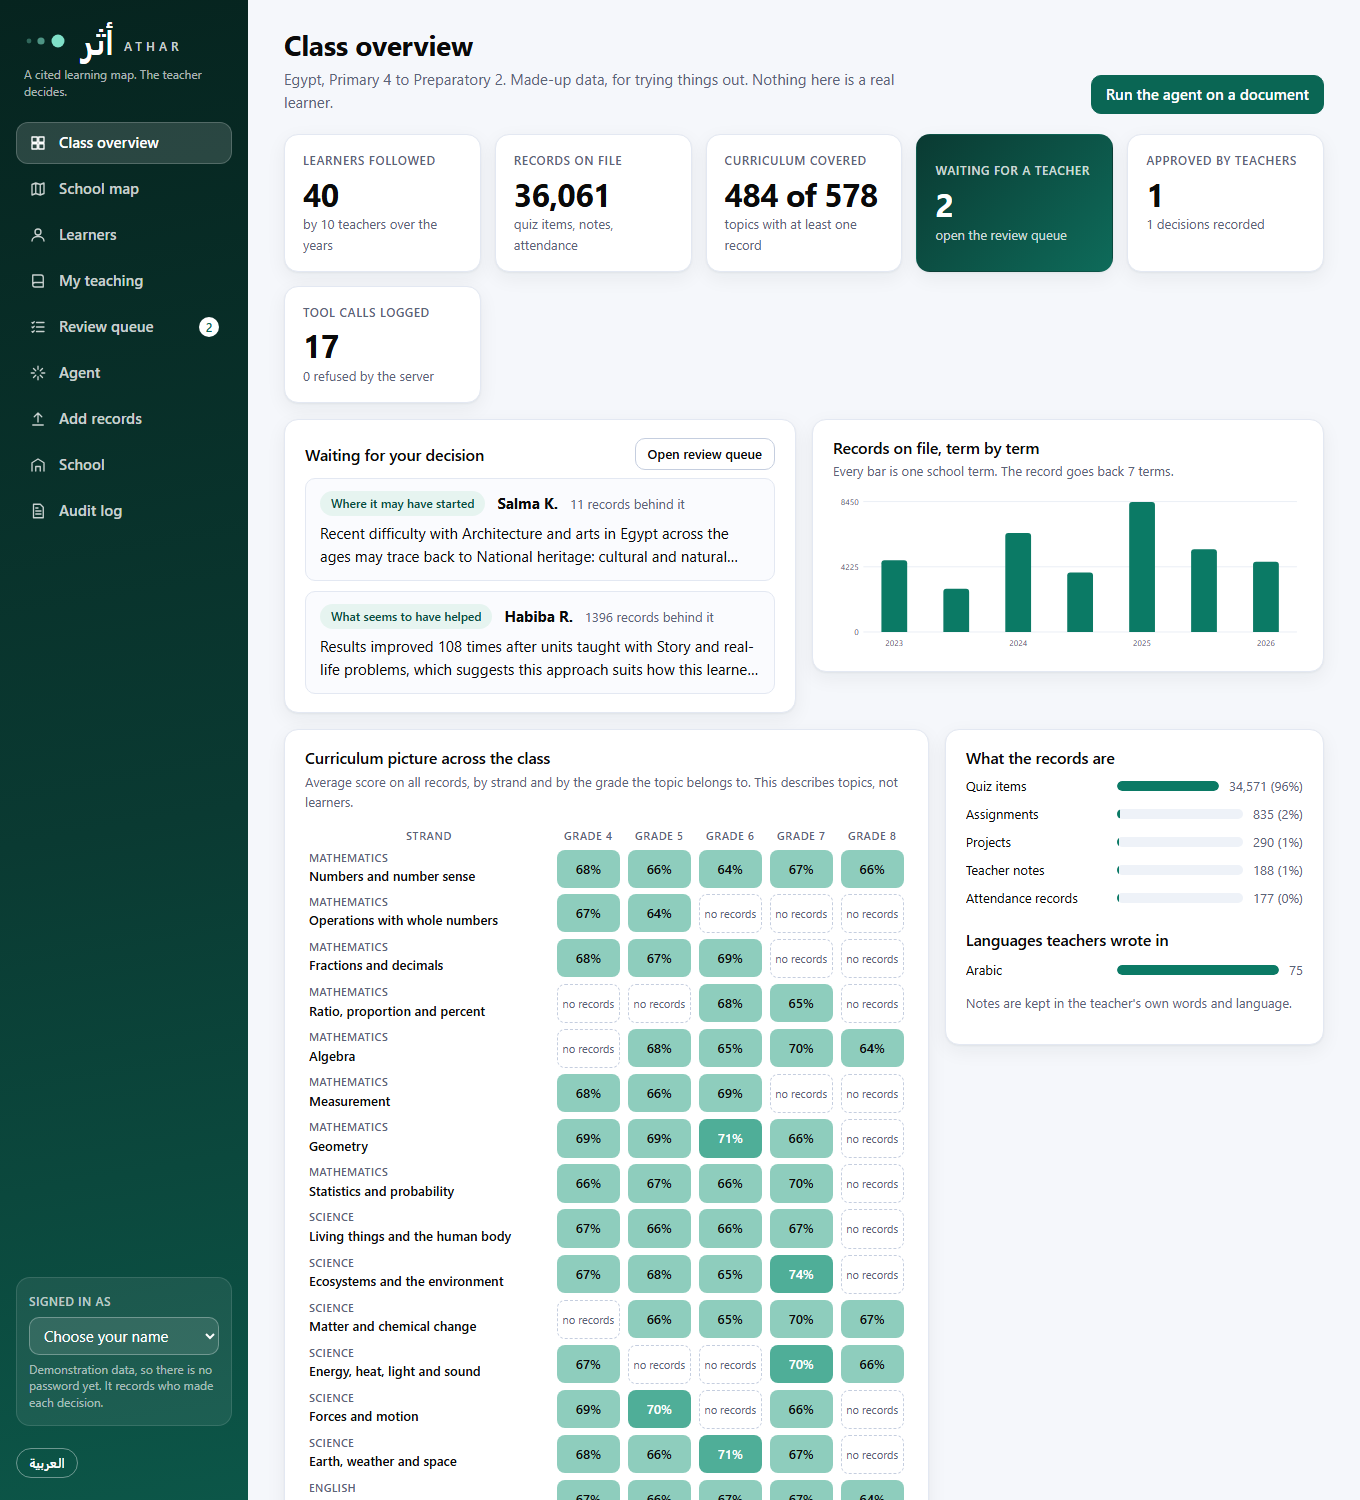 أثر ATHAR
A cited learning map. The teacher
decides.
Class overview
School map
Learners
My teaching
Review queue 2
Agent
Add records
School
Audit log
SIGNED IN AS
Choose your name
Demonstration data, so there is no
password yet. It records who made
each decision.
العربية
Class overview
Egypt, Primary 4 to Preparatory 2. Made-up data, for trying things out. Nothing here is a real
learner.
Run the agent on a document
LEARNERS FOLLOWED
40
by 10 teachers over the
years
RECORDS ON FILE
36,061
quiz items, notes,
attendance
CURRICULUM COVERED
484 of 578
topics with at least one
record
WAITING FOR A TEACHER
2
open the review queue
APPROVED BY TEACHERS
1
1 decisions recorded
TOOL CALLS LOGGED
17
0 refused by the server
Waiting for your decision
Open review queue
Where it may have started Salma K. 11 records behind it
Recent difficulty with Architecture and arts in Egypt across the
ages may trace back to National heritage: cultural and natural...
What seems to have helped Habiba R. 1396 records behind it
Results improved 108 times after units taught with Story and real-
life problems, which suggests this approach suits how this learne...
Records on file, term by term
Every bar is one school term. The record goes back 7 terms.
8450
4225
0
2023 2024 2025 2026
Curriculum picture across the class
Average score on all records, by strand and by the grade the topic belongs to. This describes topics, not
learners.
STRAND GRADE 4 GRADE 5 GRADE 6 GRADE 7 GRADE 8
MATHEMATICS
Numbers and number sense 68% 66% 64% 67% 66%
MATHEMATICS
Operations with whole numbers 67% 64% no records no records no records
MATHEMATICS
Fractions and decimals 68% 67% 69% no records no records
MATHEMATICS
Ratio, proportion and percent no records no records 68% 65% no records
MATHEMATICS
Algebra no records 68% 65% 70% 64%
MATHEMATICS
Measurement 68% 66% 69% no records no records
MATHEMATICS
Geometry 69% 69% 71% 66% no records
MATHEMATICS
Statistics and probability 66% 67% 66% 70% no records
SCIENCE
Living things and the human body 67% 66% 66% 67% no records
SCIENCE
Ecosystems and the environment 67% 68% 65% 74% no records
SCIENCE
Matter and chemical change no records 66% 65% 70% 67%
SCIENCE
Energy, heat, light and sound 67% no records no records 70% 66%
SCIENCE
Forces and motion 69% 70% no records 66% no records
SCIENCE
Earth, weather and space 68% 66% 71% 67% no records
ENGLISH
67% 66% 67% 67% 64%
What the records are
Quiz items 34,571 (96%)
Assignments 835 (2%)
Projects 290 (1%)
Teacher notes 188 (1%)
Attendance records 177 (0%)
Languages teachers wrote in
Arabic 75
Notes are kept in the teacher's own words and language.